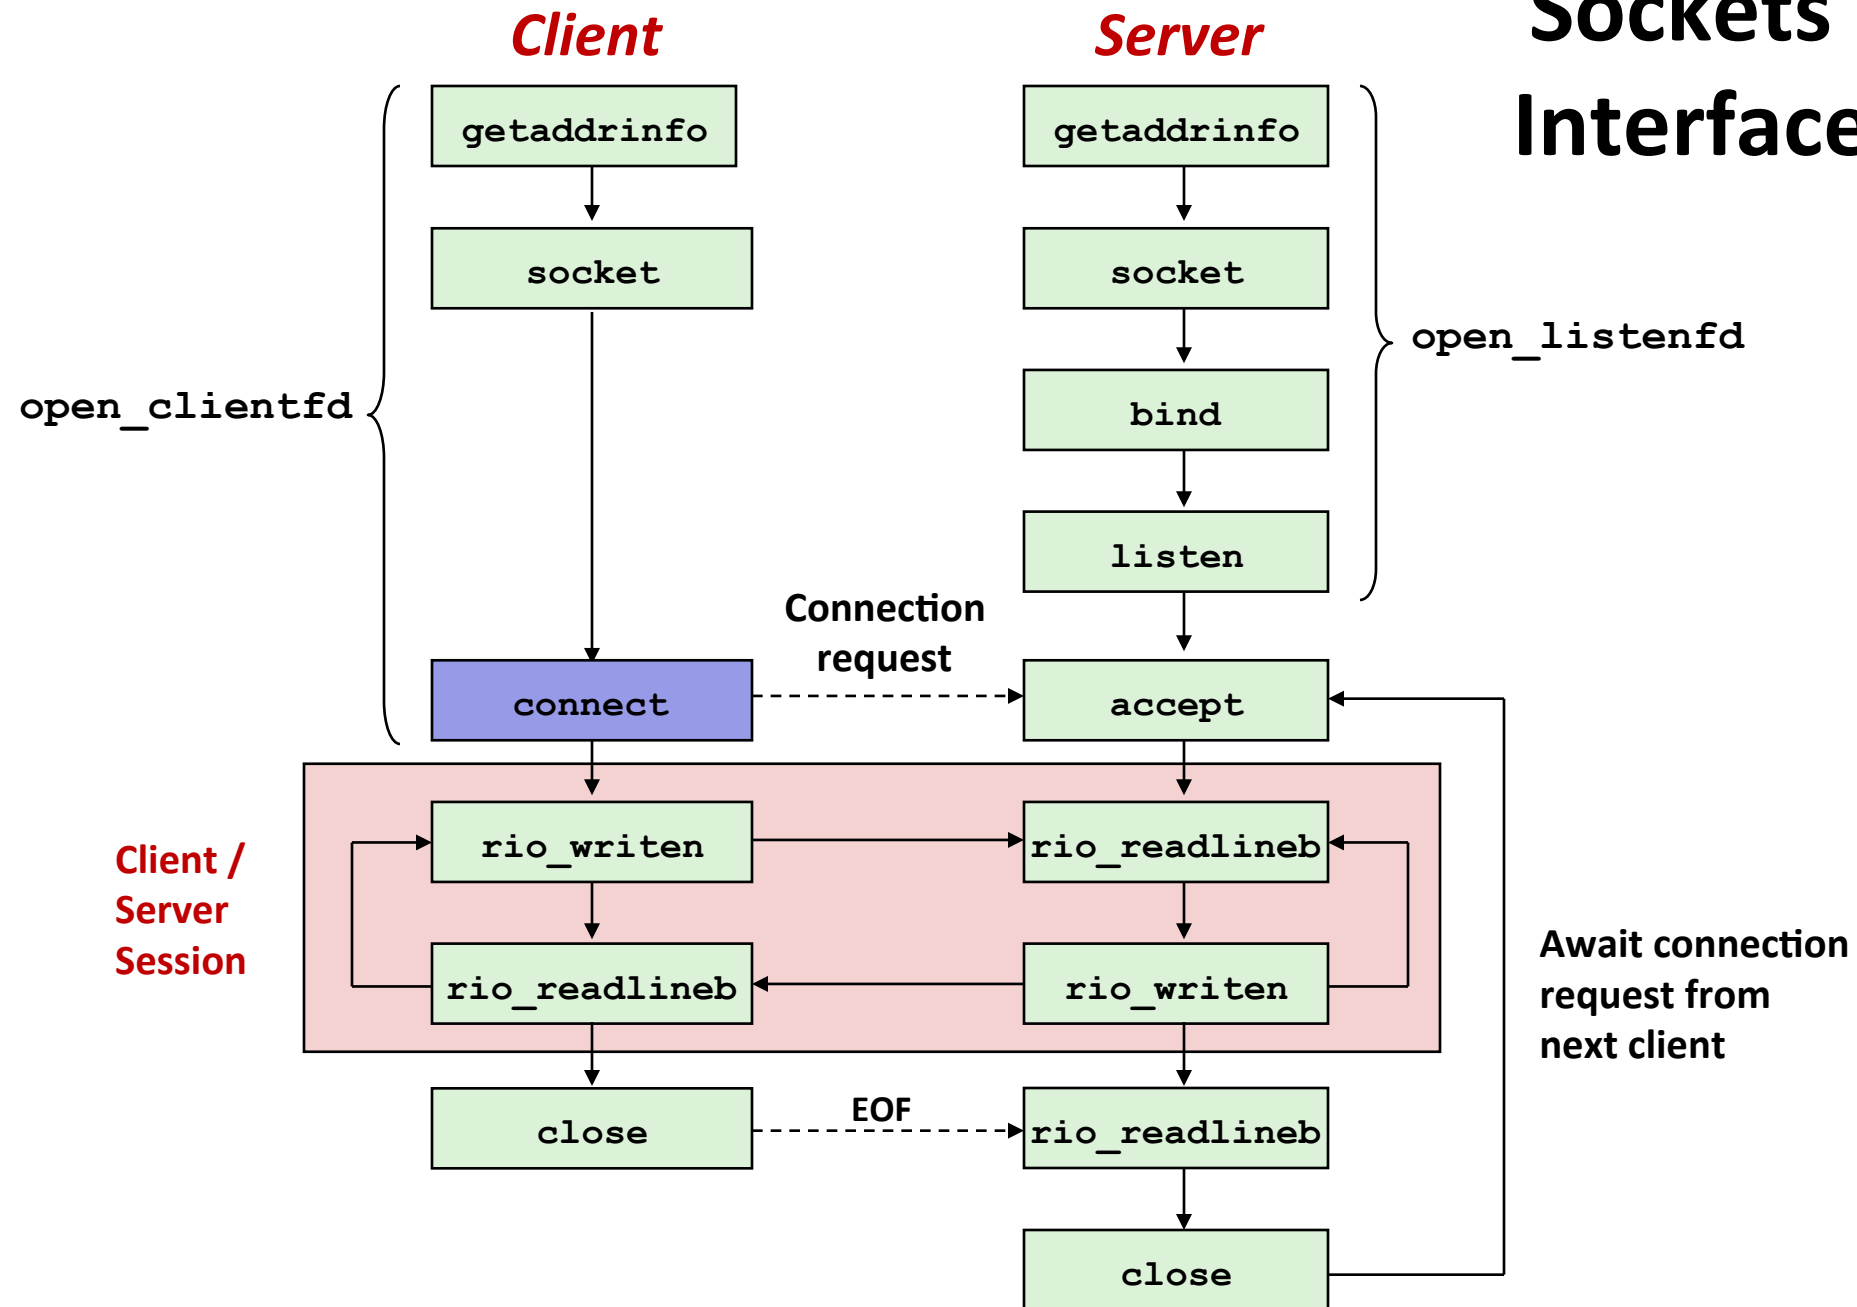 Sockets
Interface
Client
Server
getaddrinfo
getaddrinfo
socket
socket
open_listenfd
open_clientfd
bind
listen
Connection
request
connect
accept
Client /
Server
Session
rio_writen
rio_readlineb
rio_readlineb
rio_writen
Await connection
request from
next client
close
EOF
rio_readlineb
close